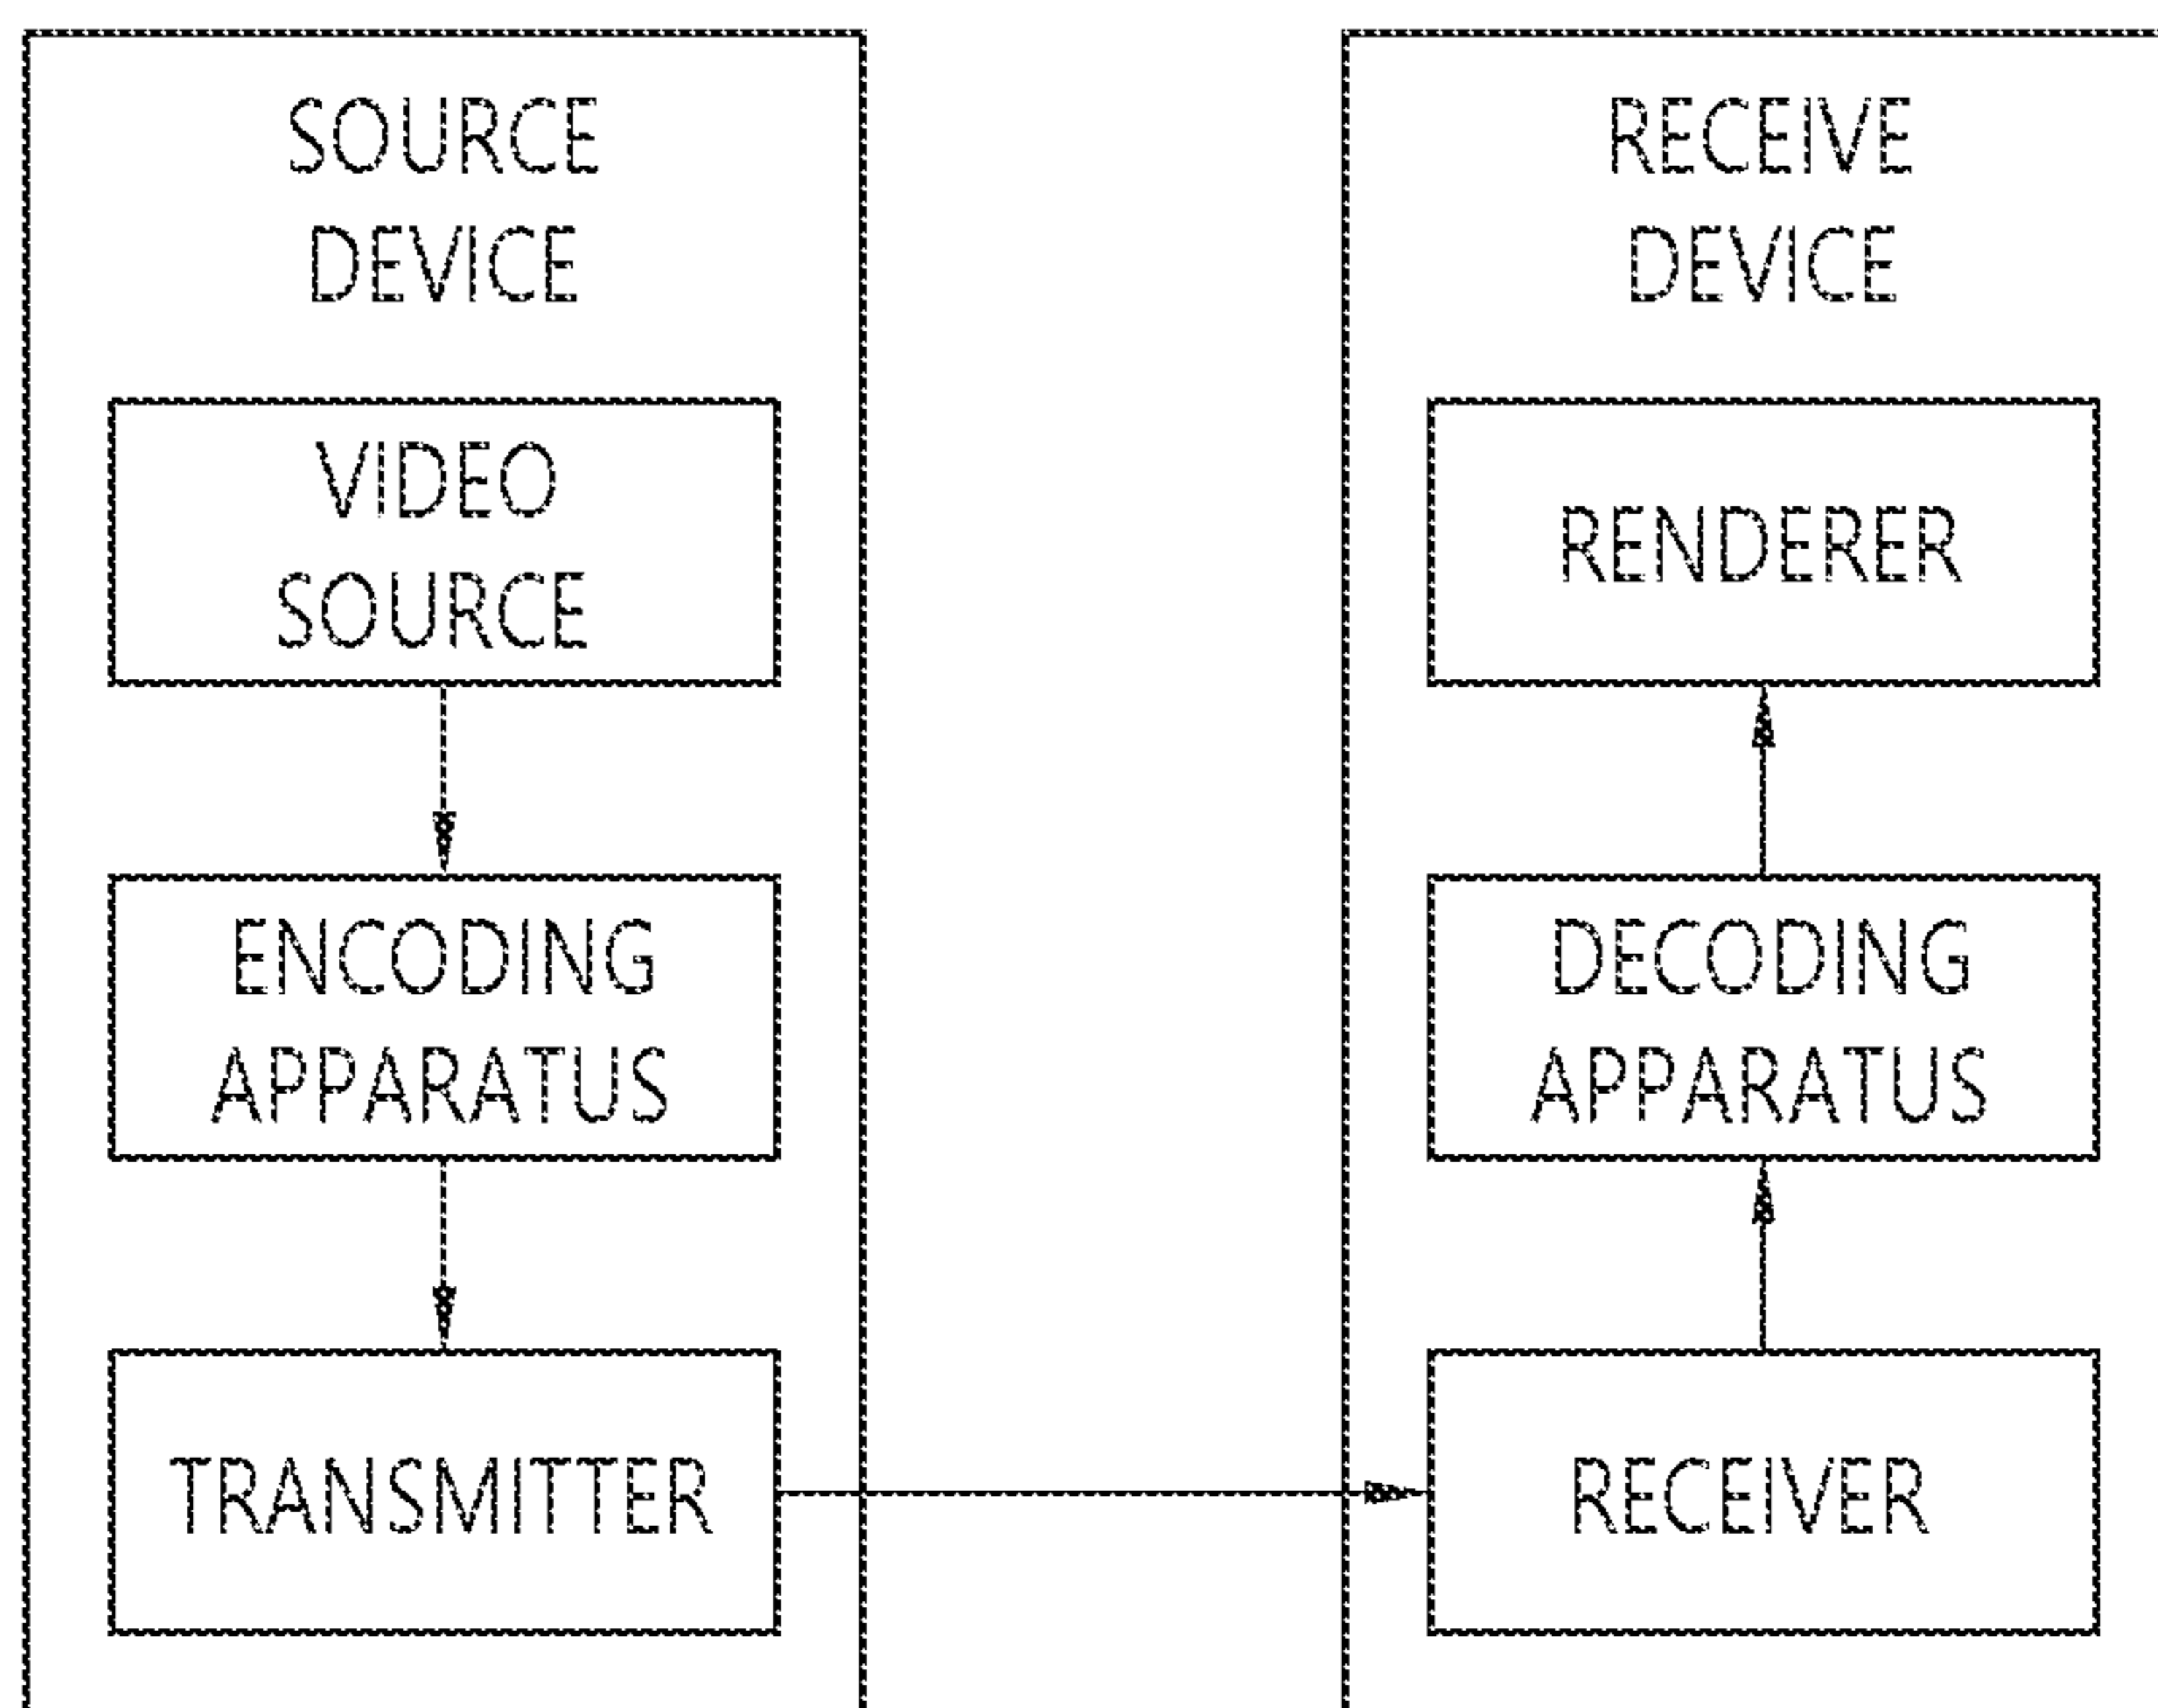 SOURCE
DEVICE
VIDEO
SOURCE
ENCODING
APPARATUS
TRANSMITTER
RECEIVE
DEVICE
RENDERER
DECODING
APPARATUS
RECEIVER